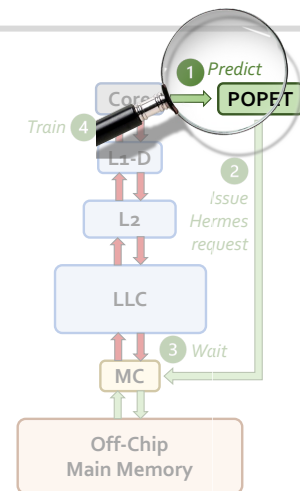 1 Predict
Core
POPET
Train 4
L1-D
2
Issue
Hermes
request
L2
LLC
3 Wait
MC
Off-Chip
Main Memory